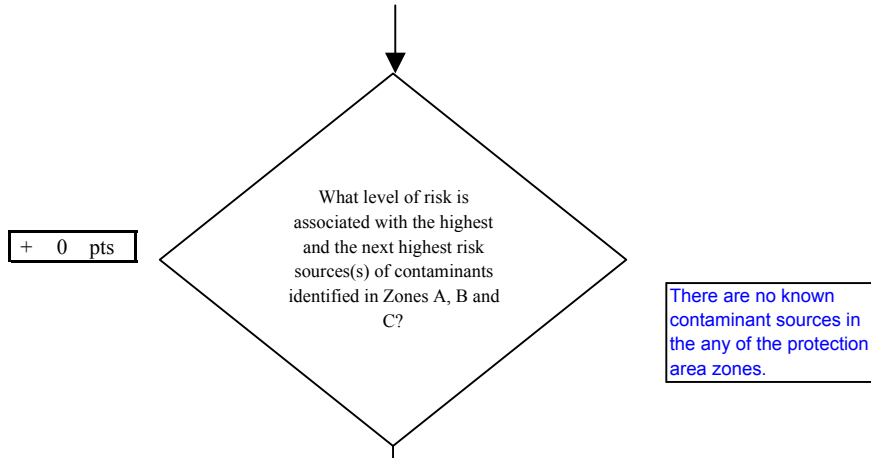 What level of risk is
associated with the highest
and the next highest risk
sources(s) of contaminants
identified in Zones A, B and
C?
+ 0 pts
There are no known
contaminant sources in
the any of the protection
area zones.